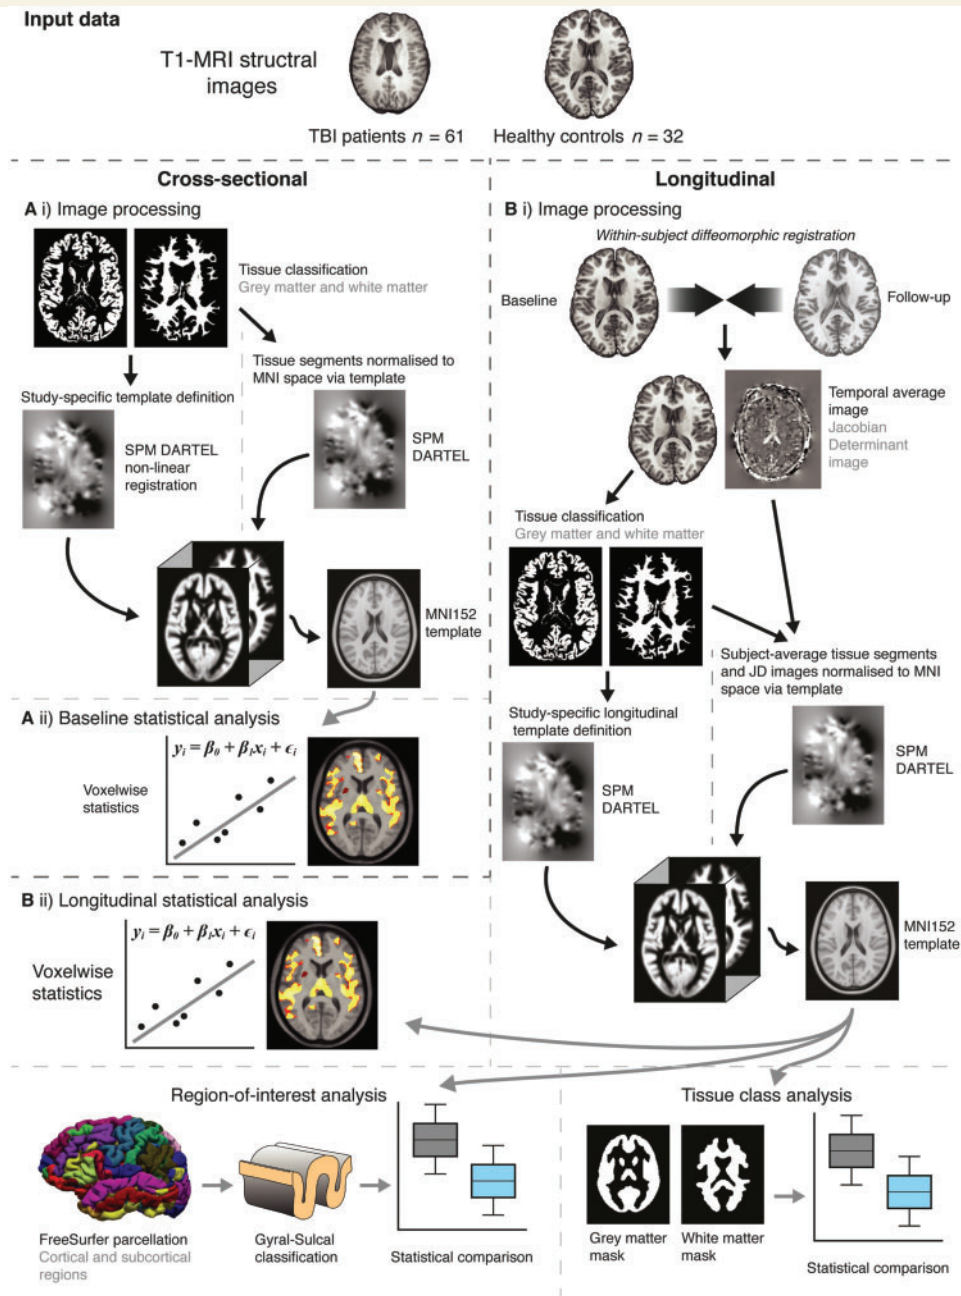 Input data
T1-MRI structral
images
TBI patients n = 61
Healthy controls n = 32
Cross-sectional
A i) Image processing
Tissue classification
Grey matter and white matter
Tissue segments normalised to
MNI space via template
Study-specific template definition
SPM DARTEL
non-linear
registration
SPM
DARTEL
MNI152
template
A ii) Baseline statistical analysis
yᵢ = β₀ + βᵢxᵢ + ϵᵢ
Voxelwise
statistics
Longitudinal
B i) Image processing
Within-subject diffeomorphic registration
Baseline
Follow-up
Temporal average
image
Jacobian
Determinant
image
Tissue classification
Grey matter and white matter
Subject-average tissue segments
and JD images normalised to MNI
space via template
Study-specific longitudinal
template definition
SPM
DARTEL
SPM
DARTEL
MNI152
template
B ii) Longitudinal statistical analysis
yᵢ = β₀ + βᵢxᵢ + ϵᵢ
Voxelwise
statistics
Region-of-interest analysis
FreeSurfer parcellation
Cortical and subcortical
regions
Gyral-Sulcal
classification
Statistical comparison
Tissue class analysis
Grey matter
mask
White matter
mask
Statistical comparison